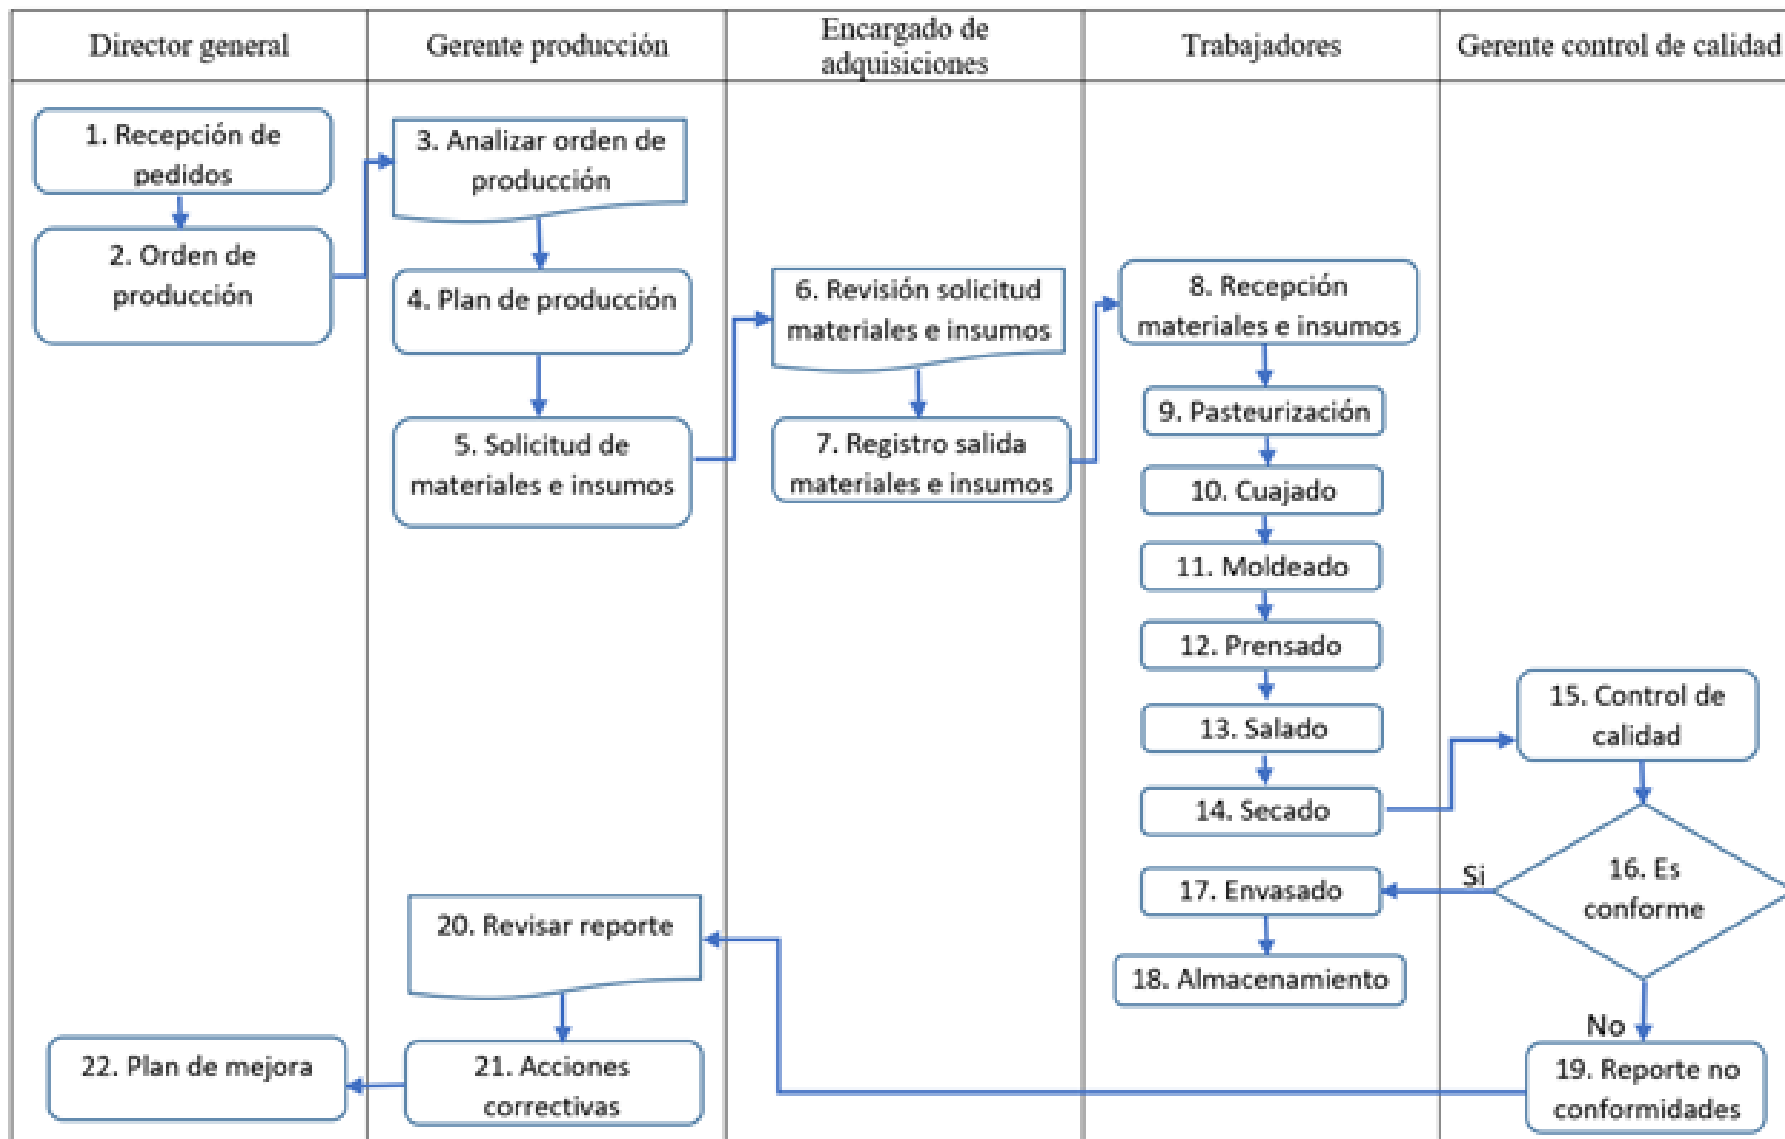 Director general
Gerente producción
Encargado de
adquisiciones
Trabajadores
Gerente control de calidad
1. Recepción de
pedidos
2. Orden de
producción
3. Analizar orden de
producción
4. Plan de producción
5. Solicitud de
materiales e insumos
6. Revisión solicitud
materiales e insumos
7. Registro salida
materiales e insumos
8. Recepción
materiales e insumos
9. Pasteurización
10. Cuajado
11. Moldeado
12. Prensado
13. Salado
14. Secado
15. Control de
calidad
16. Es
conforme
Si
No
17. Envasado
18. Almacenamiento
19. Reporte no
conformidades
20. Revisar reporte
21. Acciones
correctivas
22. Plan de mejora